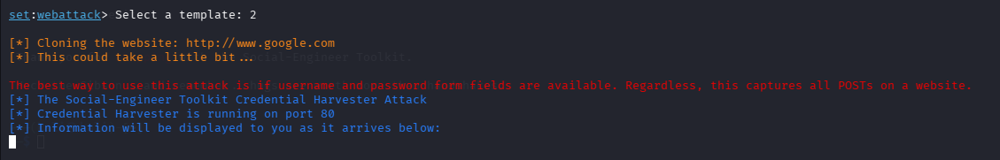 set:webattack> Select a template: 2
[*] Cloning the website: http://www.google.com
[*] This could take a little bit...
The best way to use this attack is if username and password form fields are available. Regardless, this captures all POSTs on a website.
[*] The Social-Engineer Toolkit Credential Harvester Attack
[*] Credential Harvester is running on port 80
[*] Information will be displayed to you as it arrives below: